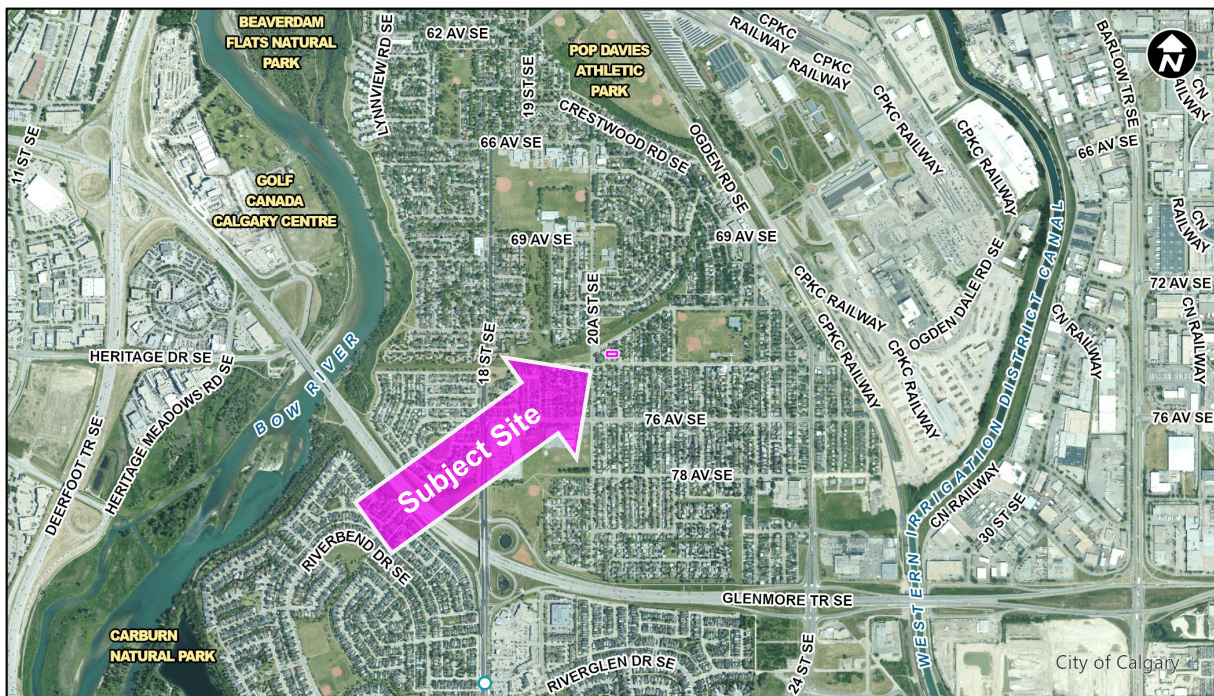 BEAVERDAM
FLATS NATURAL
PARK
LYNNVIEW RD SE
62 AV SE
19 ST SE
POP DAVIES
ATHLETIC
PARK
CPKC
RAILWAY
CPKC
RAILWAY
CPKC RAILWAY
CPKC RAILWAY
BARLOW TR SE
CN
AILWAY
N
11 ST SE
66 AV SE
CRESTWOOD RD SE
OGDEN RD SE
66 AV SE
GOLF
CANADA
CALGARY CENTRE
69 AV SE
69 AV SE
CN
RAILWAY
20A ST SE
CPKC RAILWAY
OGDEN DALE RD SE
72 AV SE
HERITAGE DR SE
HERITAGE MEADOWS RD SE
BOW RIVER
18 ST SE
CPKC RAILWAY
CPKC RAILWAY
CN RAILWAY
CN RAILWAY
WESTERN IRRIGATION DISTRICT CANAL
DEERFOOT TR SE
Subject Site
76 AV SE
76 AV SE
78 AV SE
CN RAILWAY
30 ST SE
RIVERBEND DR SE
GLENMORE TR SE
CARBURN
NATURAL PARK
RIVERGLEN DR SE
24 ST SE
City of Calgary